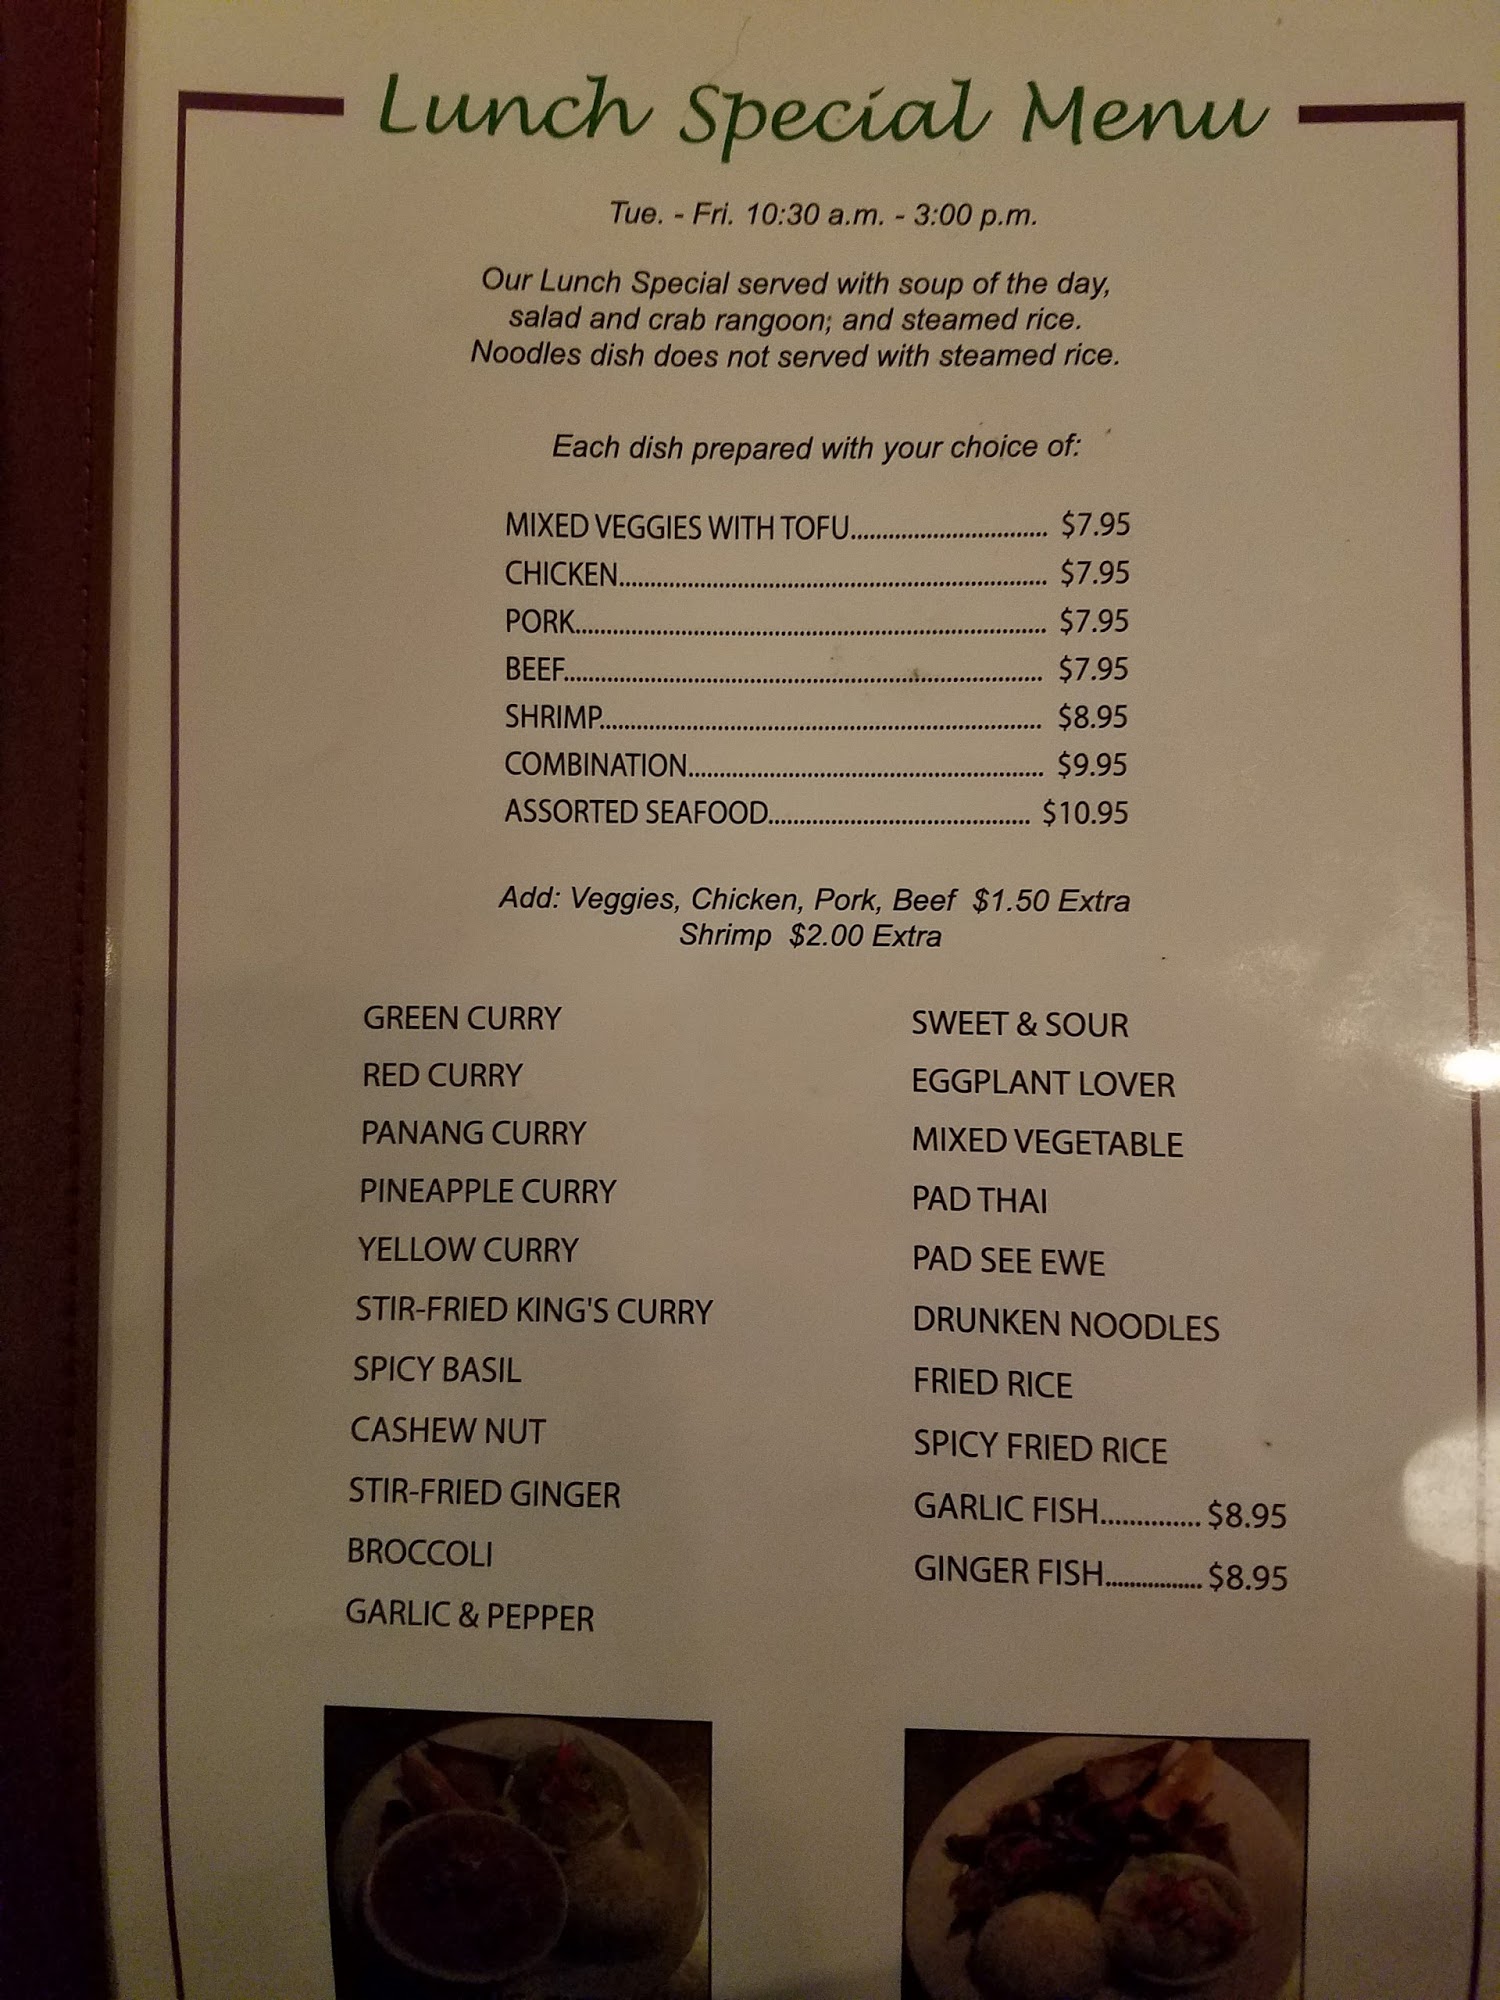 Lunch Special Menu
Tue. - Fri. 10:30 a.m. - 3:00 p.m.
Our Lunch Special served with soup of the day,
salad and crab rangoon; and steamed rice.
Noodles dish does not served with steamed rice.
Each dish prepared with your choice of:
MIXED VEGGIES WITH TOFU............................... $7.95
CHICKEN.................................................................... $7.95
PORK........................................................................... $7.95
BEEF............................................................................ $7.95
SHRIMP...................................................................... $8.95
COMBINATION........................................................ $9.95
ASSORTED SEAFOOD......................................... $10.95
Add: Veggies, Chicken, Pork, Beef $1.50 Extra
Shrimp $2.00 Extra
GREEN CURRY
RED CURRY
PANANG CURRY
PINEAPPLE CURRY
YELLOW CURRY
STIR-FRIED KING'S CURRY
SPICY BASIL
CASHEW NUT
STIR-FRIED GINGER
BROCCOLI
GARLIC & PEPPER
SWEET & SOUR
EGGPLANT LOVER
MIXED VEGETABLE
PAD THAI
PAD SEE EWE
DRUNKEN NOODLES
FRIED RICE
SPICY FRIED RICE
GARLIC FISH.............. $8.95
GINGER FISH................ $8.95